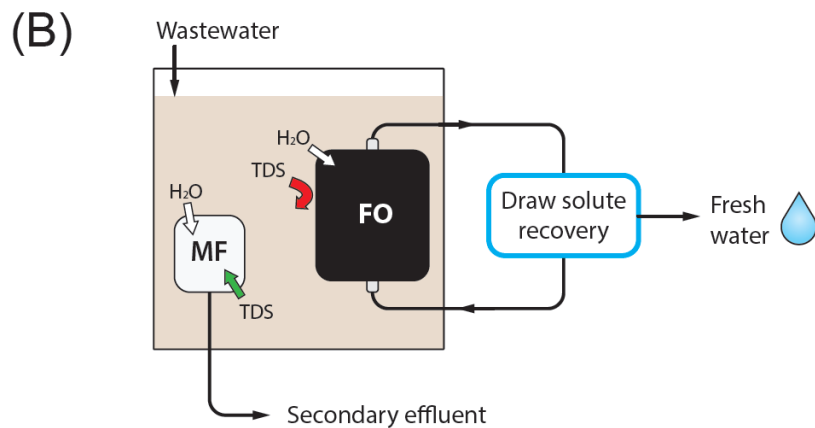 (B)
Wastewater
H₂O
TDS
H₂O
FO
MF
TDS
Draw solute
recovery
Fresh
water
Secondary effluent